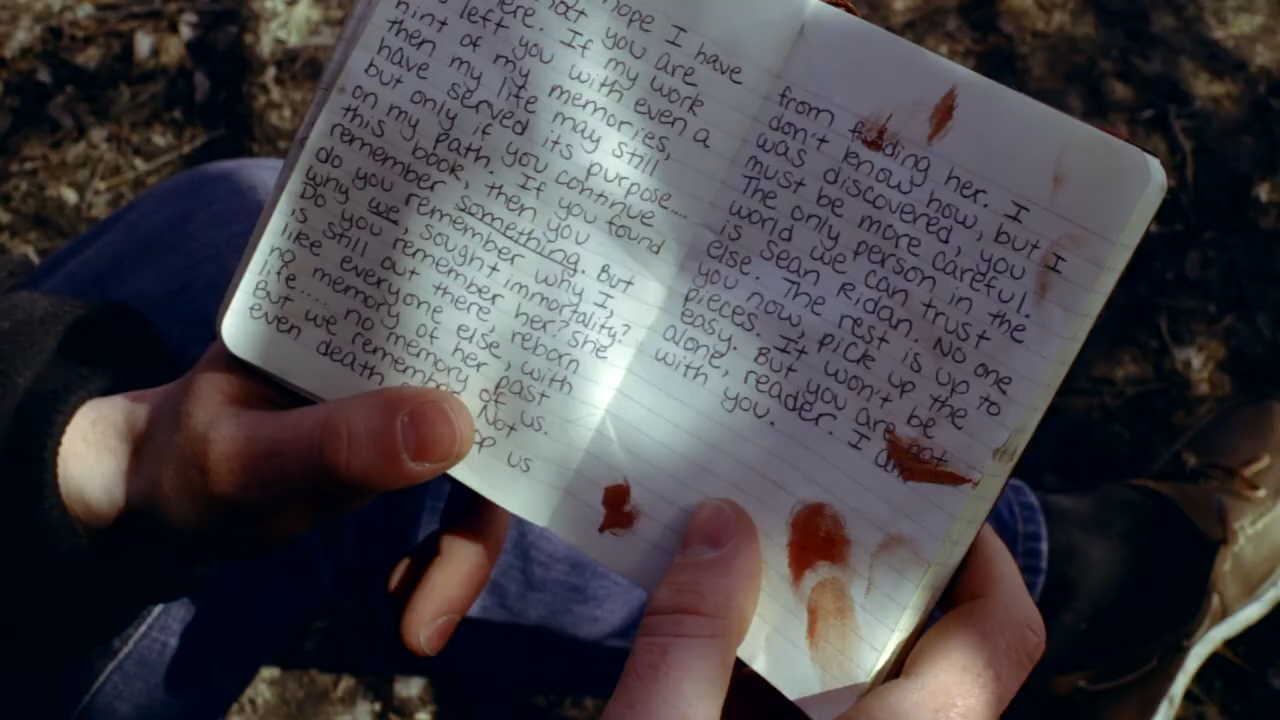 hope I have
not you are
If my work
left you with even a
hint of my memories,
then my life may still
have served its purpose....
but only if you continue
on my path. If you found
this book, then you
remember something. But
do you remember why I,
why we sought immortality?
Do you remember her? She
is still out there, reborn
like everyone else, with
no memory of her past
life..... no memory of us.
But we remember. Not
even death us
from finding her. I
don't know how, but I
was discovered, you
must be more careful.
The only person in the
world we can trust
is Sean Ridan. No one
else. The rest is up to
you now, pick up the
pieces. It won't be
easy. But you are not
alone, reader. I am
with you.